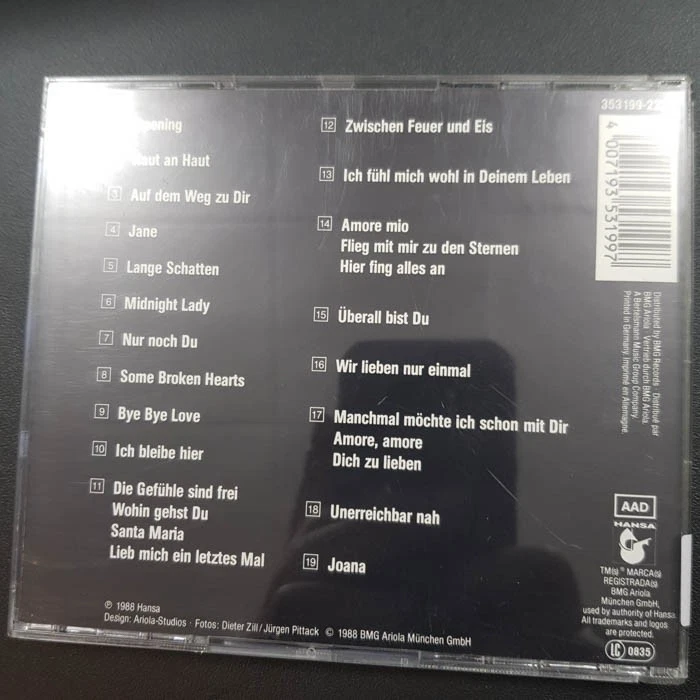 Haut an Haut
3 Auf dem Weg zu Dir
4 Jane
5 Lange Schatten
6 Midnight Lady
7 Nur noch Du
8 Some Broken Hearts
9 Bye Bye Love
10 Ich bleibe hier
11 Die Gefühle sind frei
Wohin gehst Du
Santa Maria
Lieb mich ein letztes Mal
12 Zwischen Feuer und Eis
13 Ich fühl mich wohl in Deinem Leben
14 Amore mio
Flieg mit mir zu den Sternen
Hier fing alles an
15 Überall bist Du
16 Wir lieben nur einmal
17 Manchmal möchte ich schon mit Dir
Amore, amore
Dich zu lieben
18 Unerreichbar nah
19 Joana
℗ 1988 Hansa
Design: Ariola-Studios · Fotos: Dieter Zill/Jürgen Pittack © 1988 BMG Ariola München GmbH
4 007193 531997
Distributed by BMG Records · Distribué par
BMG Ariola · Vertrieb durch BMG Ariola.
A Bertelsmann Music Group Company.
Printed in Germany. Imprimé en Allemagne.
AAD
HANSA
TM(s) ® MARCA(s)
REGISTRADA(s)
BMG Ariola
München GmbH,
used by authority of Hansa
All trademarks and logos
are protected.
LC 0835